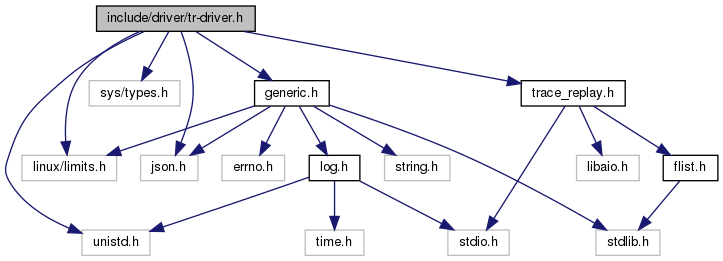 include/driver/tr-driver.h
sys/types.h
generic.h
trace_replay.h
linux/limits.h
json.h
errno.h
log.h
string.h
libaio.h
flist.h
unistd.h
time.h
stdio.h
stdlib.h